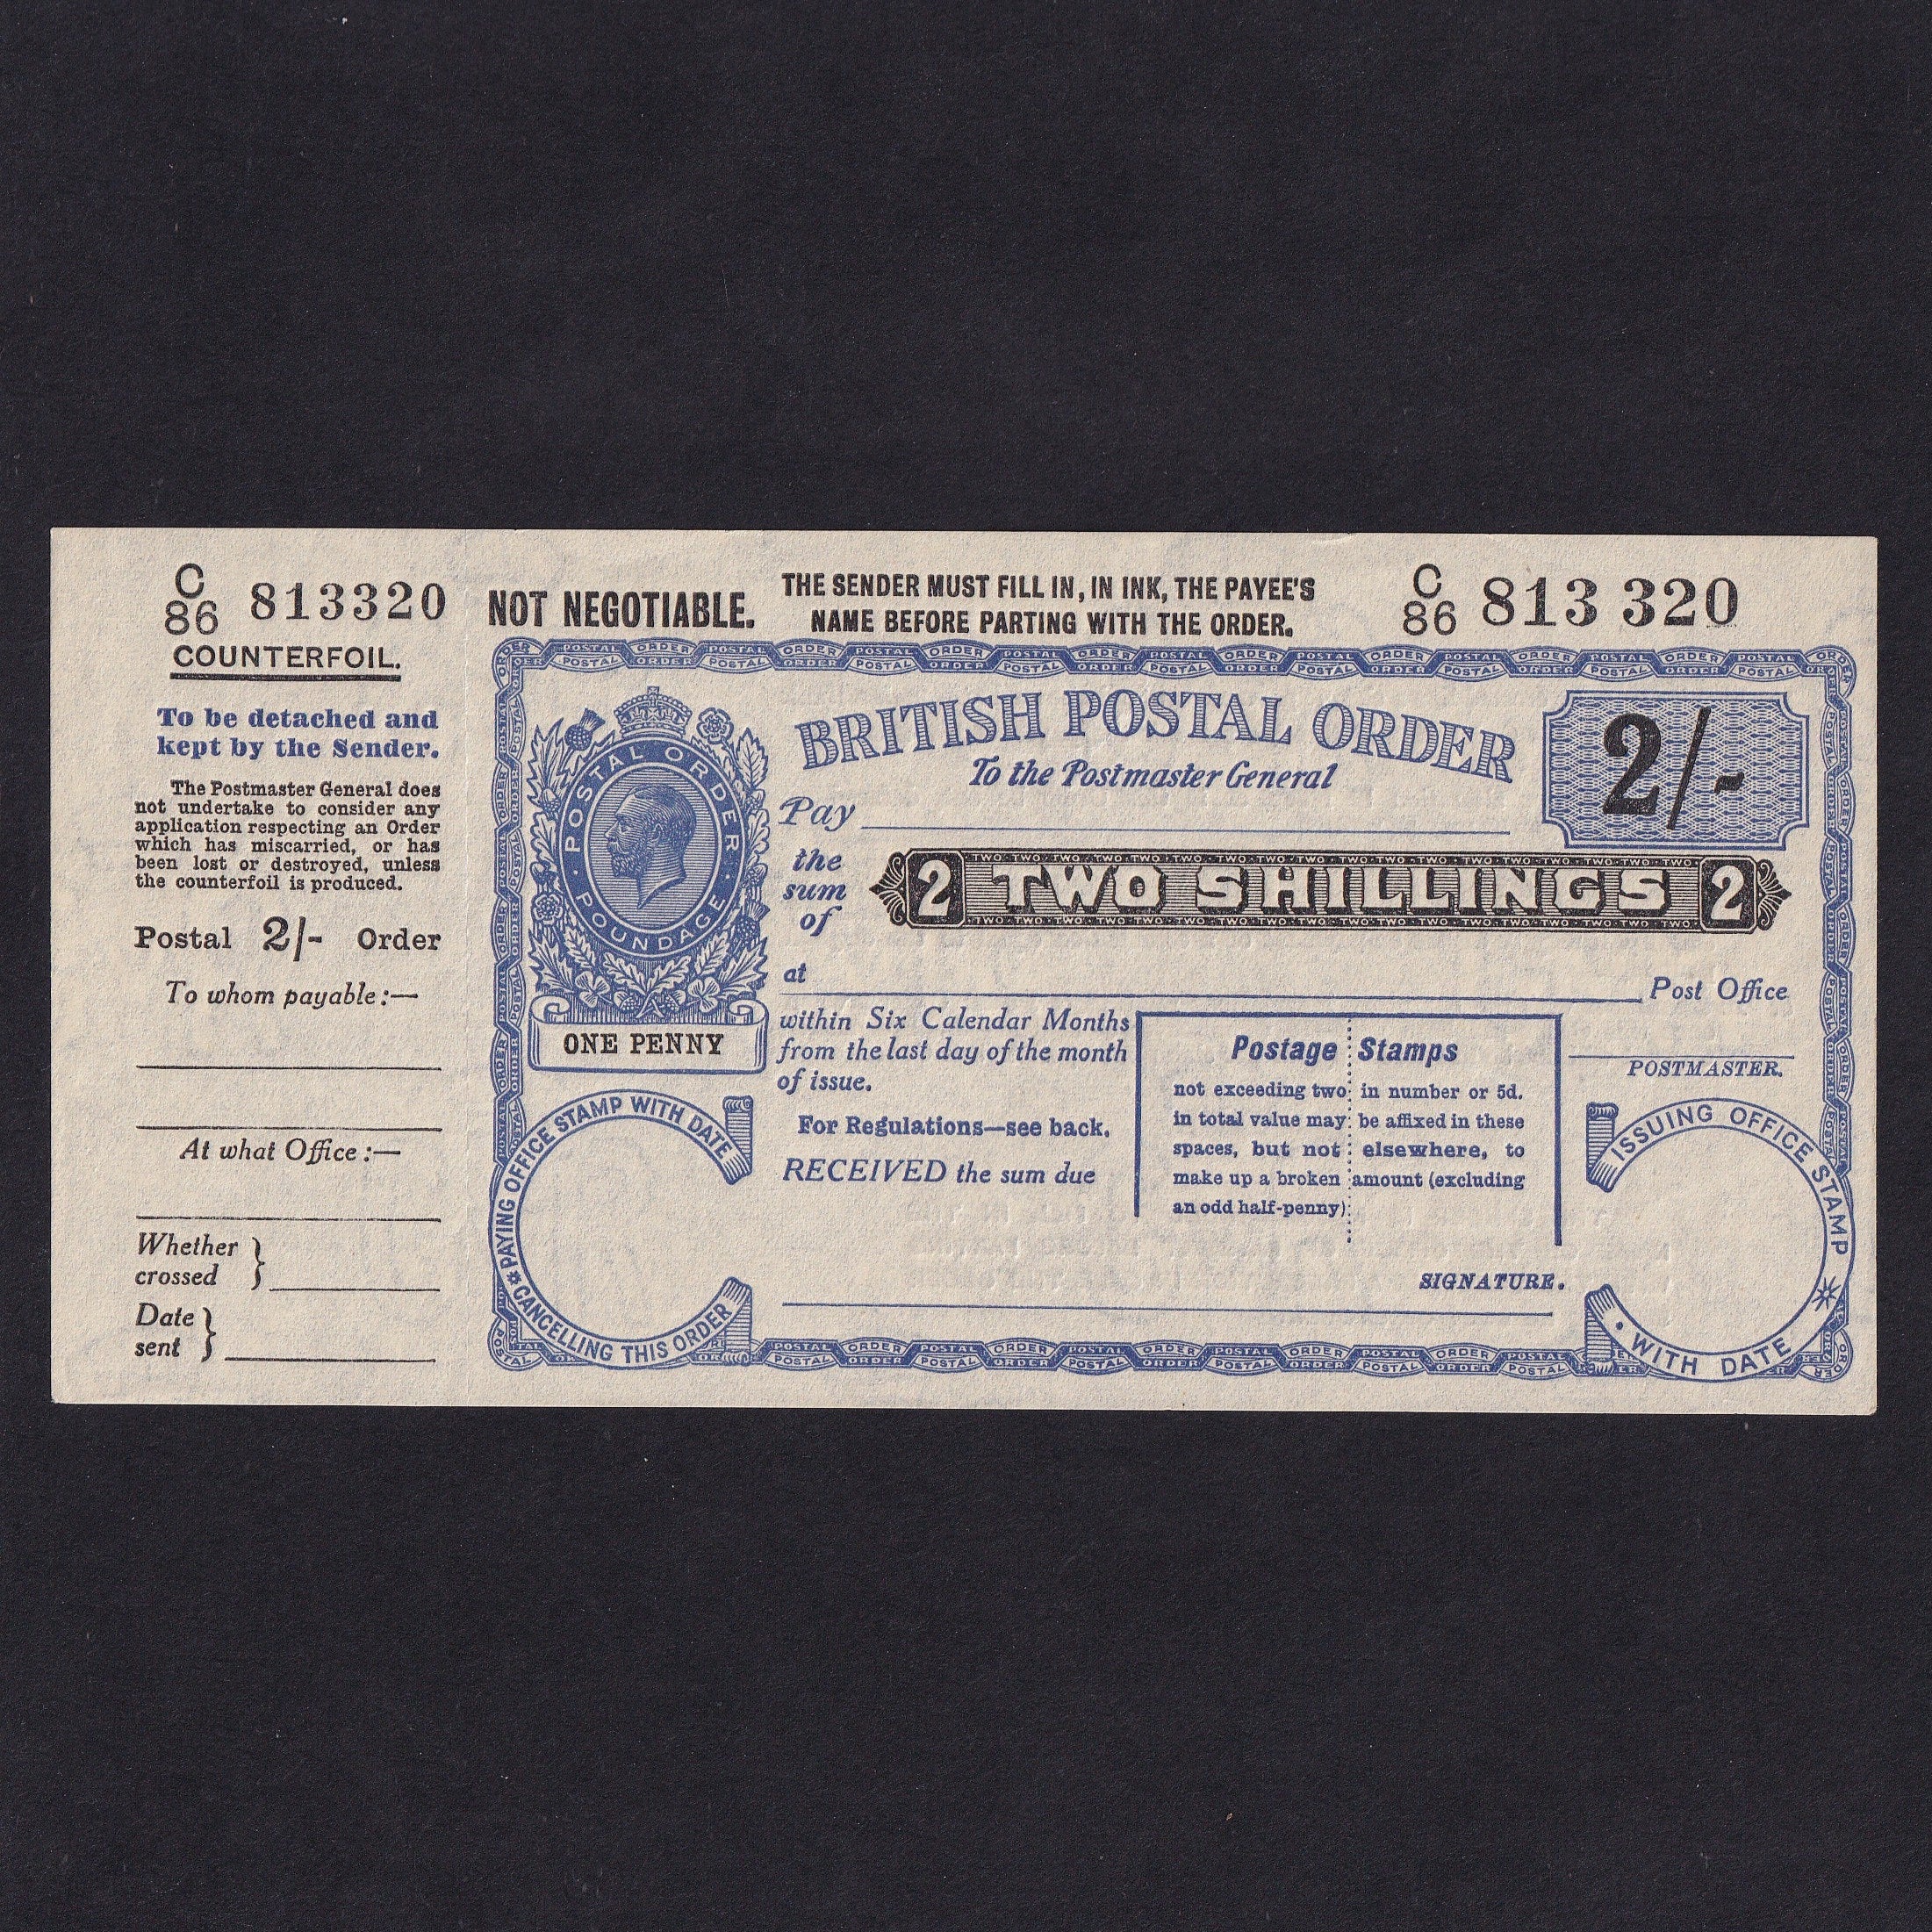 C
86 813320
COUNTERFOIL.
To be detached and
kept by the Sender.
The Postmaster General does
not undertake to consider any
application respecting an Order
which has miscarried, or has
been lost or destroyed, unless
the counterfoil is produced.
Postal 2/- Order
To whom payable:—
At what Office:—
Whether
crossed
Date
sent
NOT NEGOTIABLE.
THE SENDER MUST FILL IN, IN INK, THE PAYEE'S
NAME BEFORE PARTING WITH THE ORDER.
C
86 813 320
POSTAL ORDER
POUNDAGE
ONE PENNY
BRITISH POSTAL ORDER
2/-
To the Postmaster General
Pay
the
sum
of
2 TWO SHILLINGS 2
at
Post Office
within Six Calendar Months
from the last day of the month
of issue.
For Regulations—see back.
RECEIVED the sum due
Postage Stamps
not exceeding two in number or 5d.
in total value may be affixed in these
spaces, but not elsewhere, to
make up a broken amount (excluding
an odd half-penny)
POSTMASTER.
SIGNATURE.
PAYING OFFICE STAMP WITH DATE
CANCELLING THIS ORDER
ISSUING OFFICE STAMP
WITH DATE